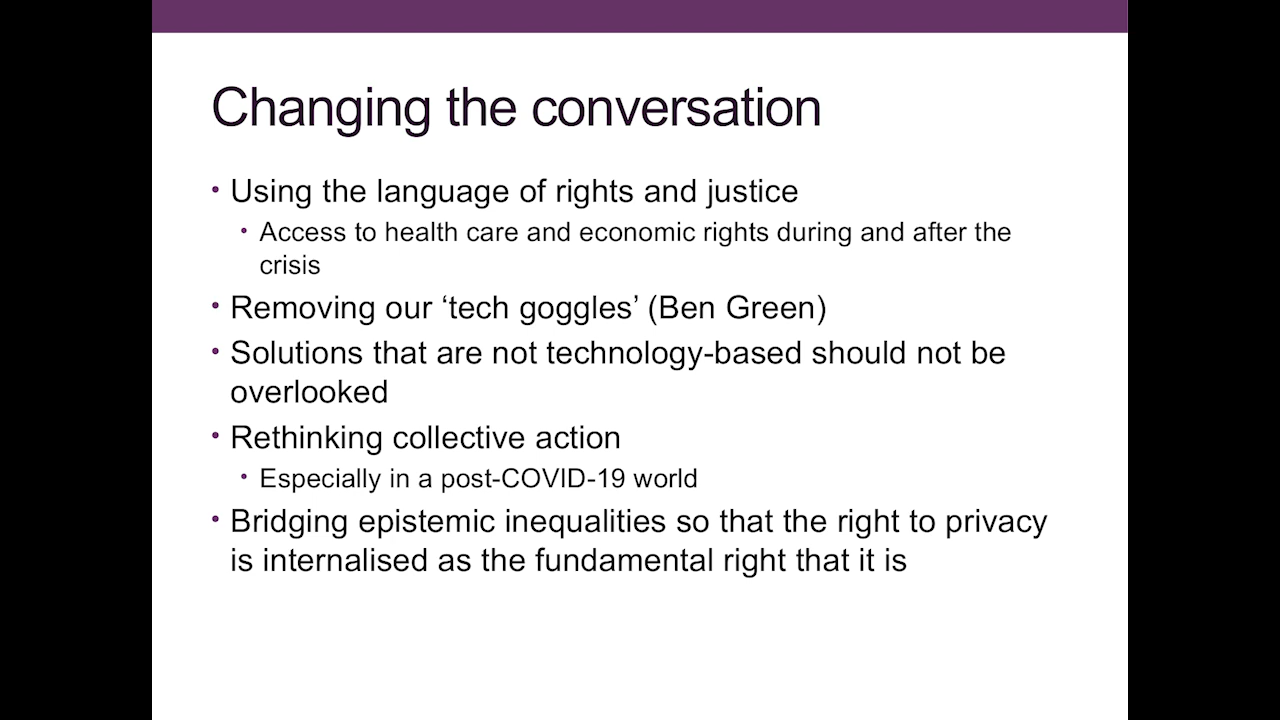 Changing the conversation
• Using the language of rights and justice
• Access to health care and economic rights during and after the
crisis
• Removing our ‘tech goggles’ (Ben Green)
• Solutions that are not technology-based should not be
overlooked
• Rethinking collective action
• Especially in a post-COVID-19 world
• Bridging epistemic inequalities so that the right to privacy
is internalised as the fundamental right that it is